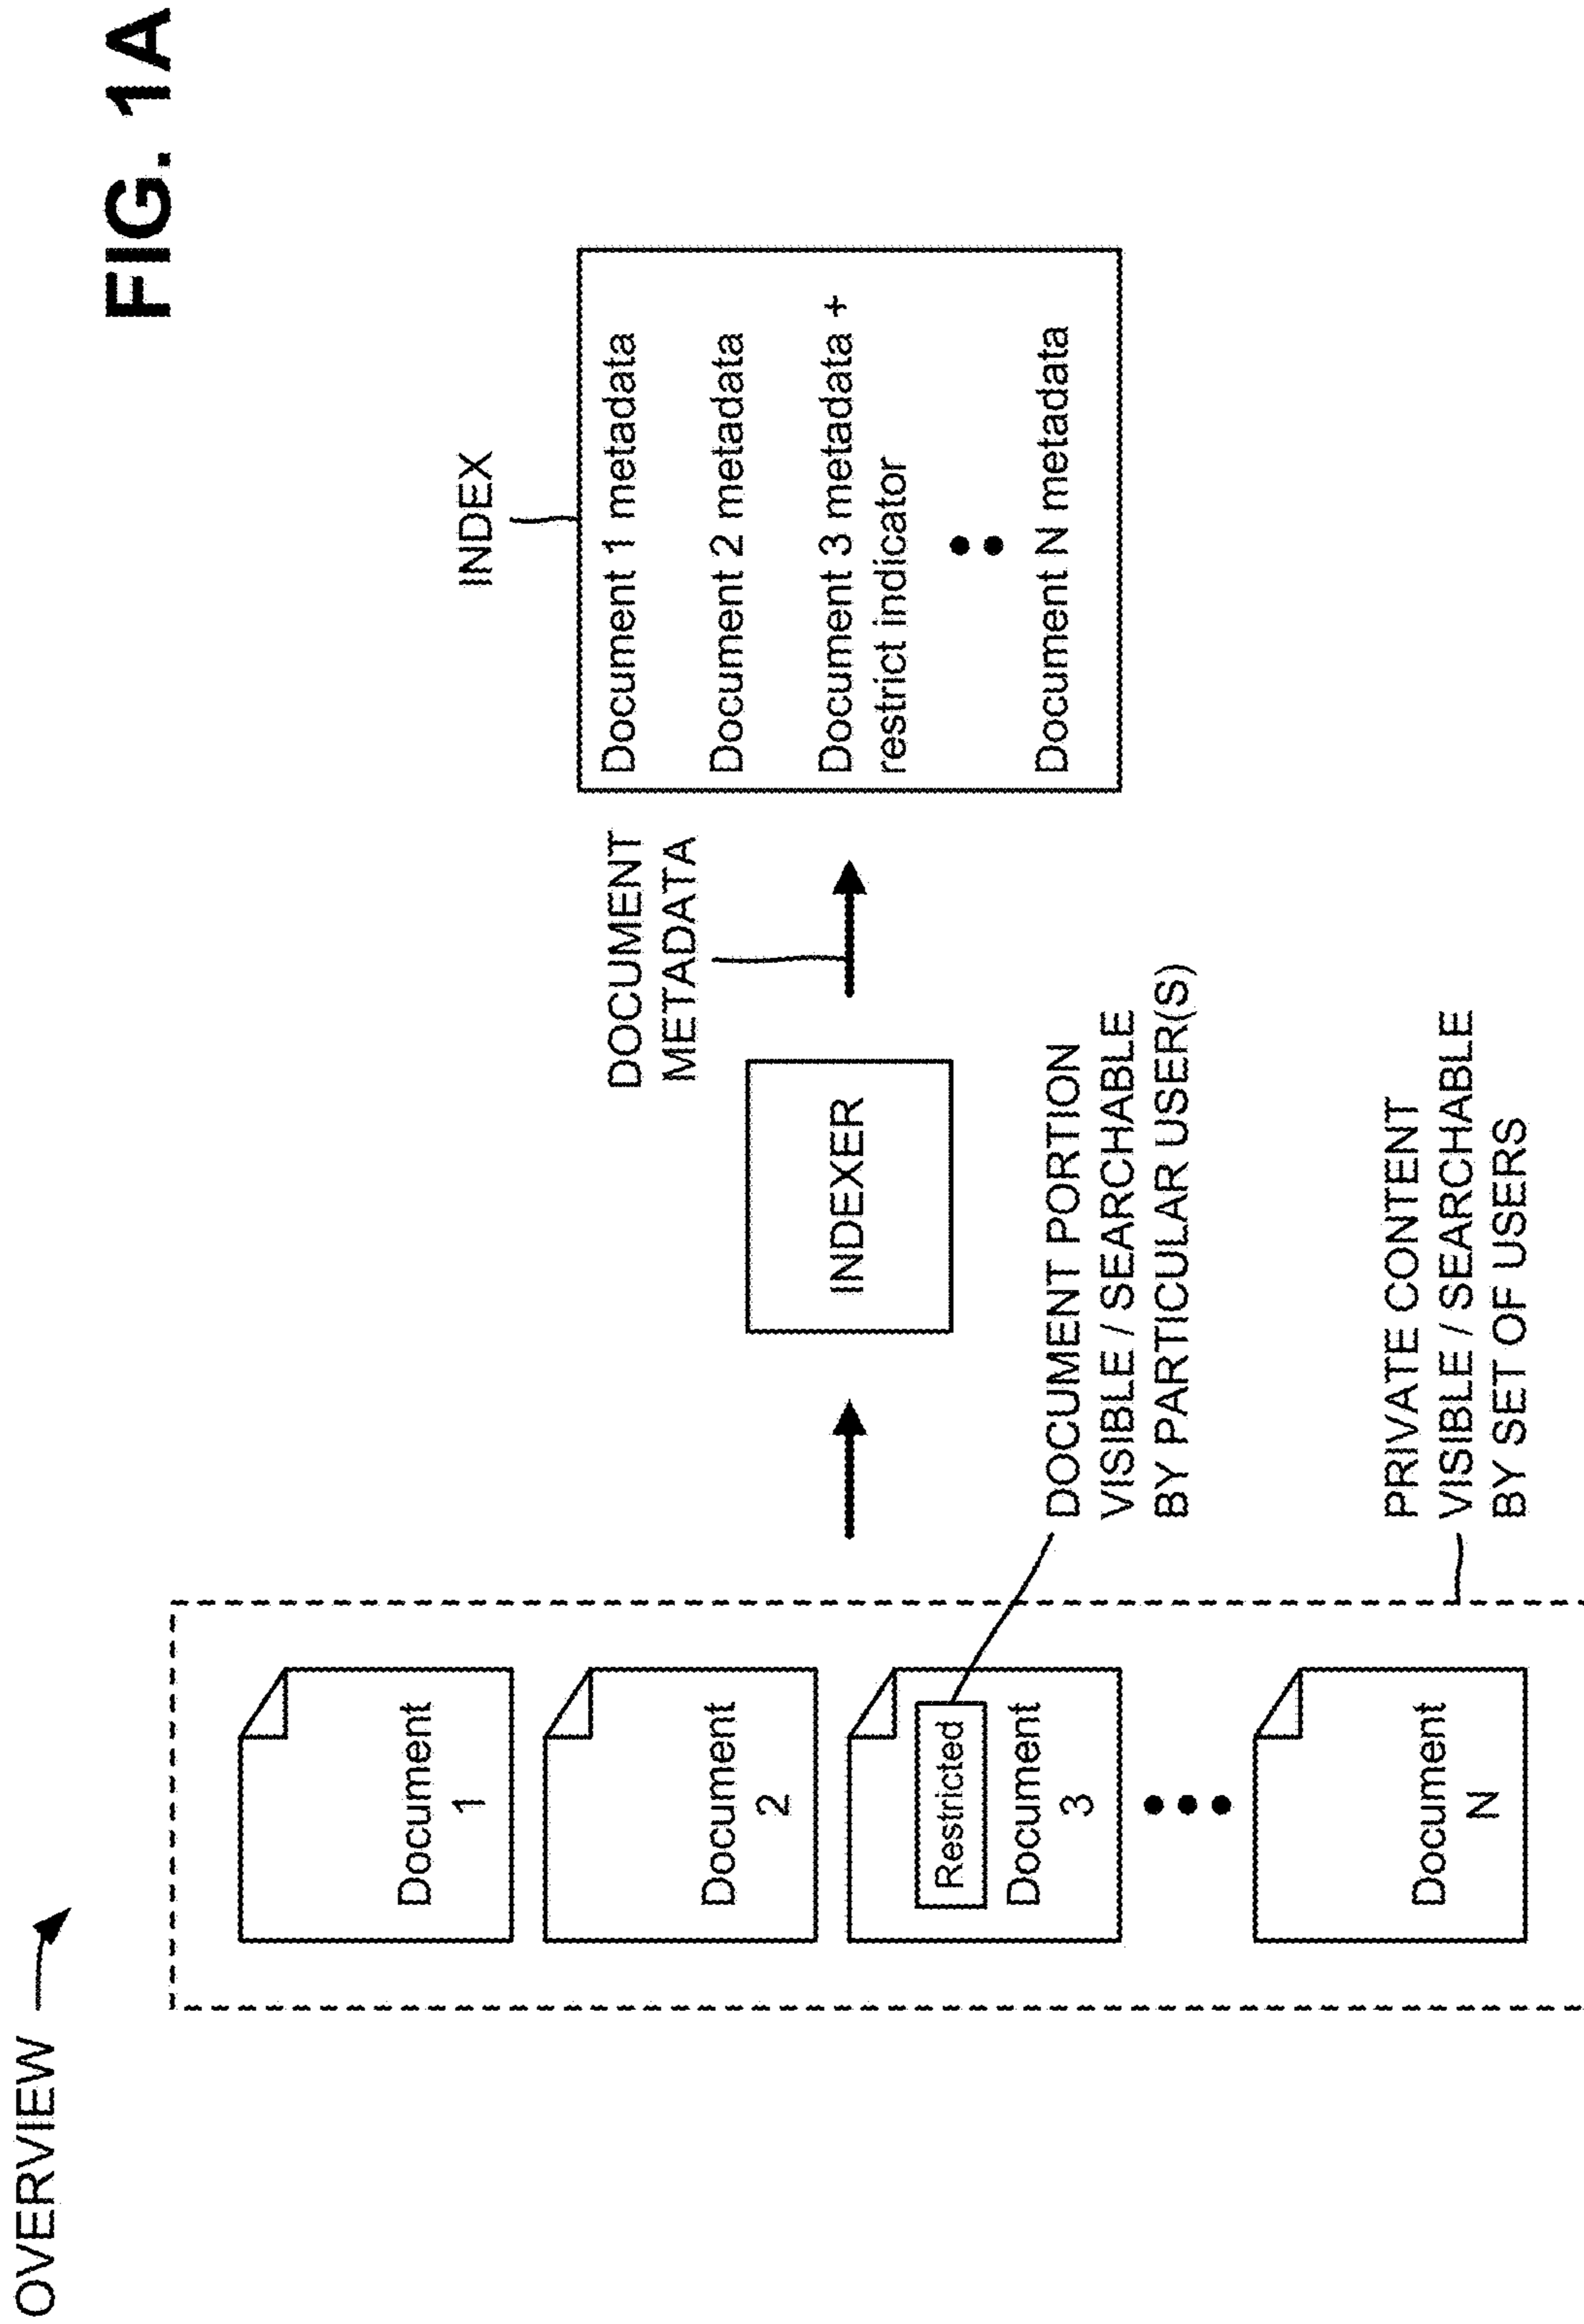 FIG. 1A
OVERVIEW
Document
1
Document
2
Restricted
Document
3
Document
N
DOCUMENT PORTION
VISIBLE / SEARCHABLE
BY PARTICULAR USER(S)
PRIVATE CONTENT
VISIBLE / SEARCHABLE
BY SET OF USERS
INDEXER
DOCUMENT
METADATA
INDEX
Document 1 metadata
Document 2 metadata
Document 3 metadata +
restrict indicator
Document N metadata